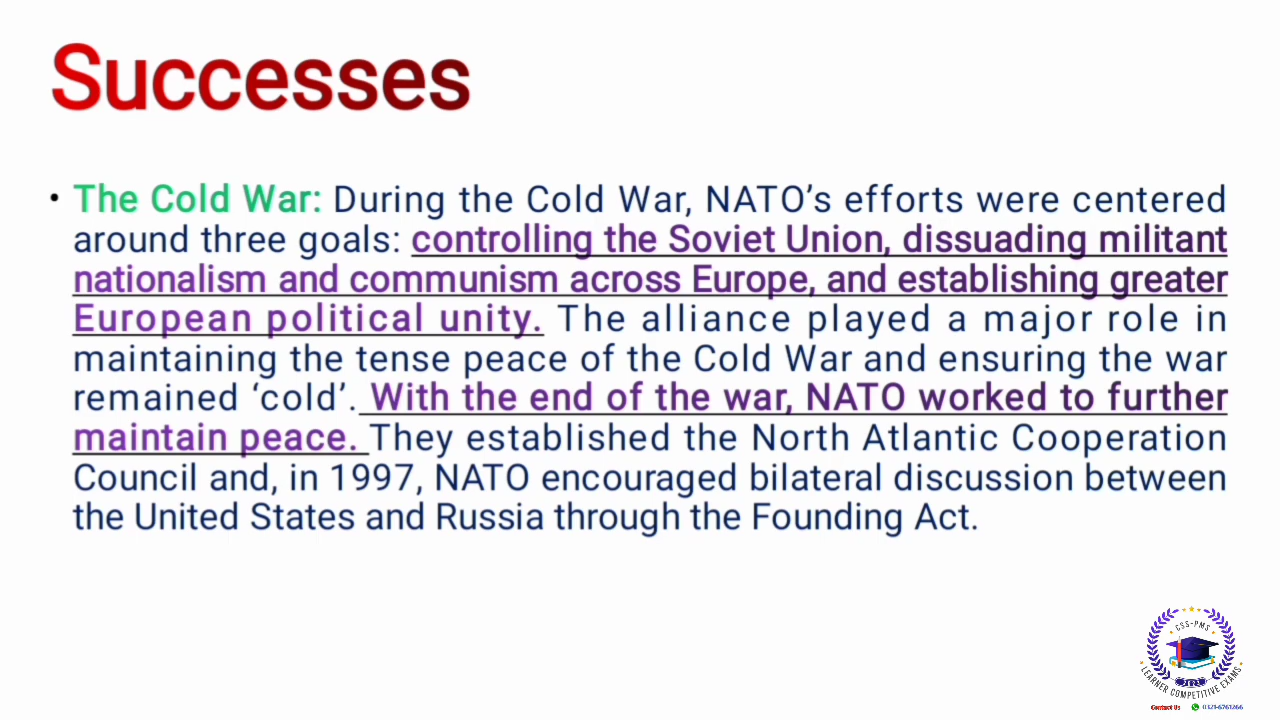 Successes
• The Cold War: During the Cold War, NATO's efforts were centered
around three goals: controlling the Soviet Union, dissuading militant
nationalism and communism across Europe, and establishing greater
European political unity. The alliance played a major role in
maintaining the tense peace of the Cold War and ensuring the war
remained ‘cold’. With the end of the war, NATO worked to further
maintain peace. They established the North Atlantic Cooperation
Council and, in 1997, NATO encouraged bilateral discussion between
the United States and Russia through the Founding Act.
CSS-PMS
LEARNER COMPETITIVE EXAMS
Contact Us 0321-6761266